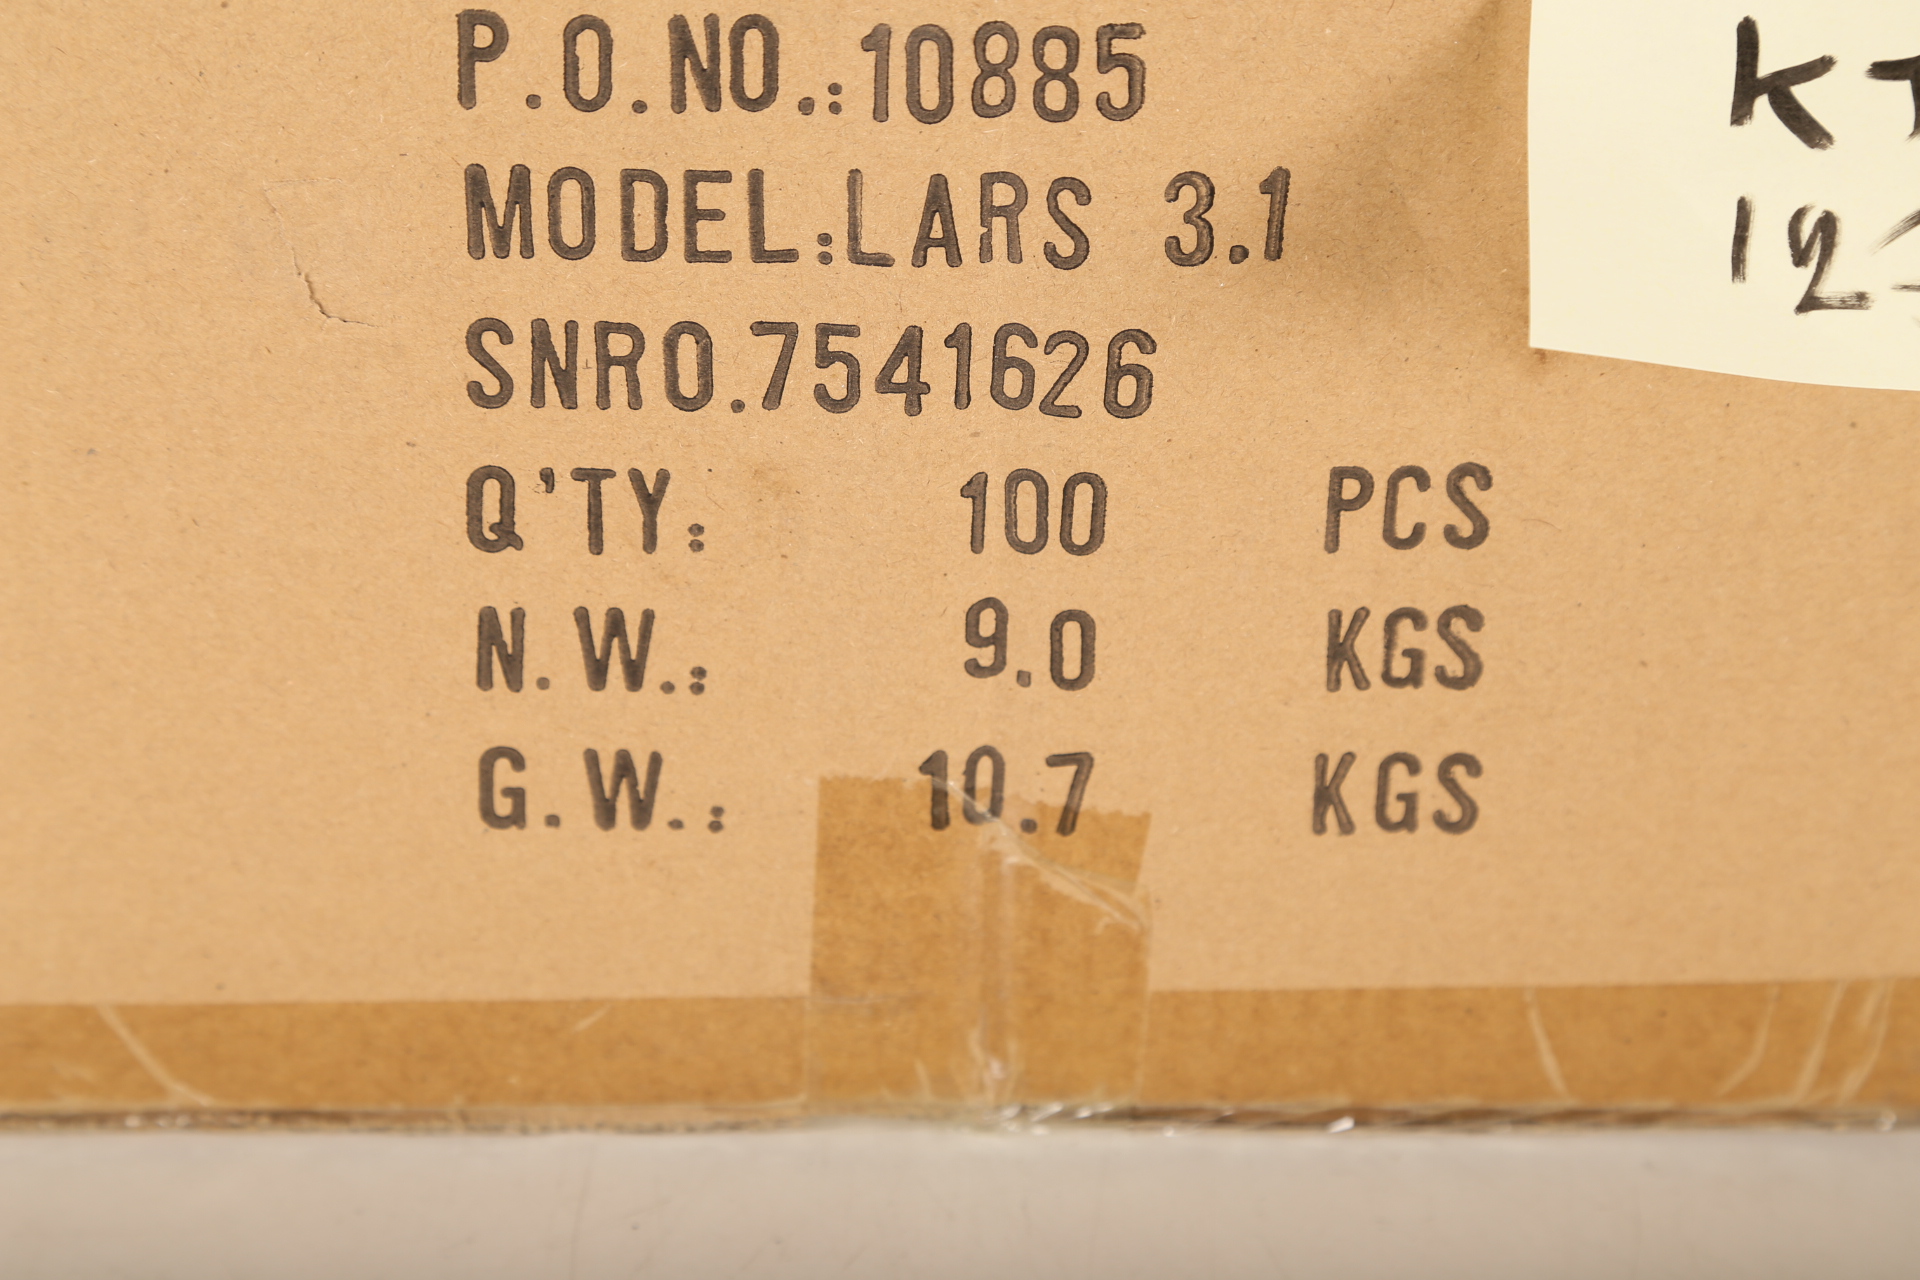 P.O.NO.:10885
MODEL:LARS 3.1
SNRO.7541626
Q'TY: 100 PCS
N.W.: 9.0 KGS
G.W.: 10.7 KGS